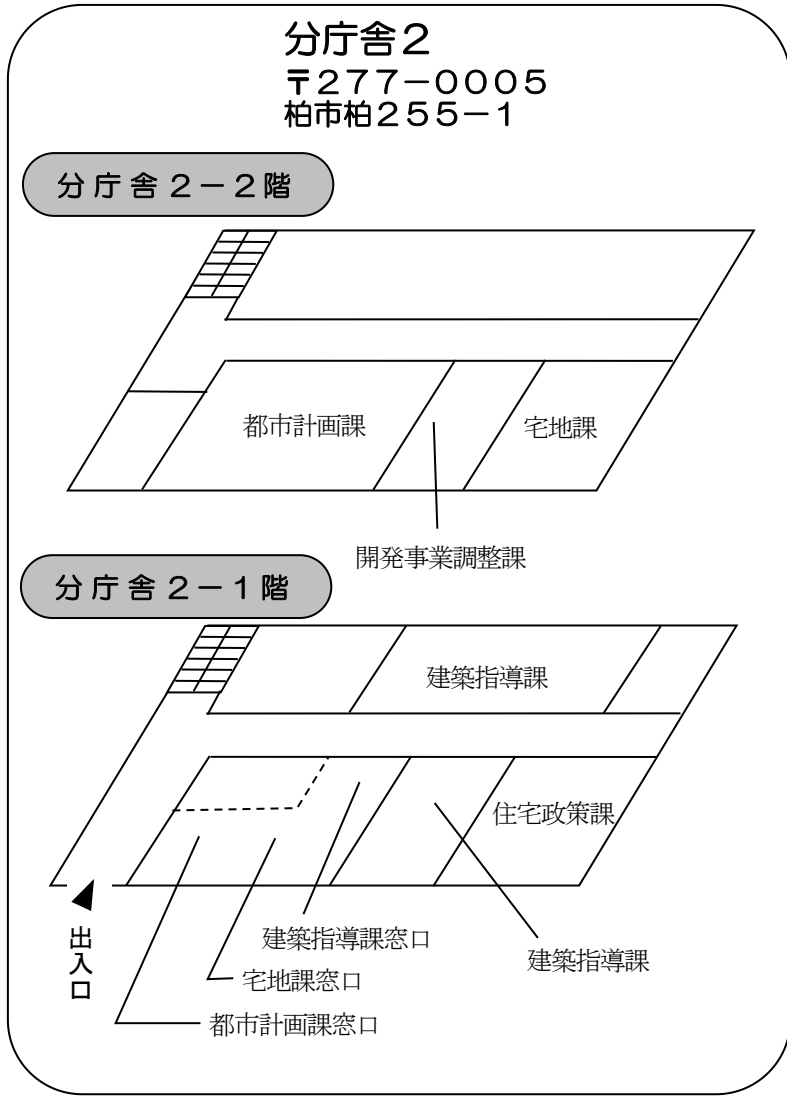 分庁舎２
〒２７７－０００５
柏市柏２５５－１
分庁舎２－２階
都市計画課
宅地課
開発事業調整課
分庁舎２－１階
建築指導課
住宅政策課
出入口
建築指導課窓口
建築指導課
宅地課窓口
都市計画課窓口